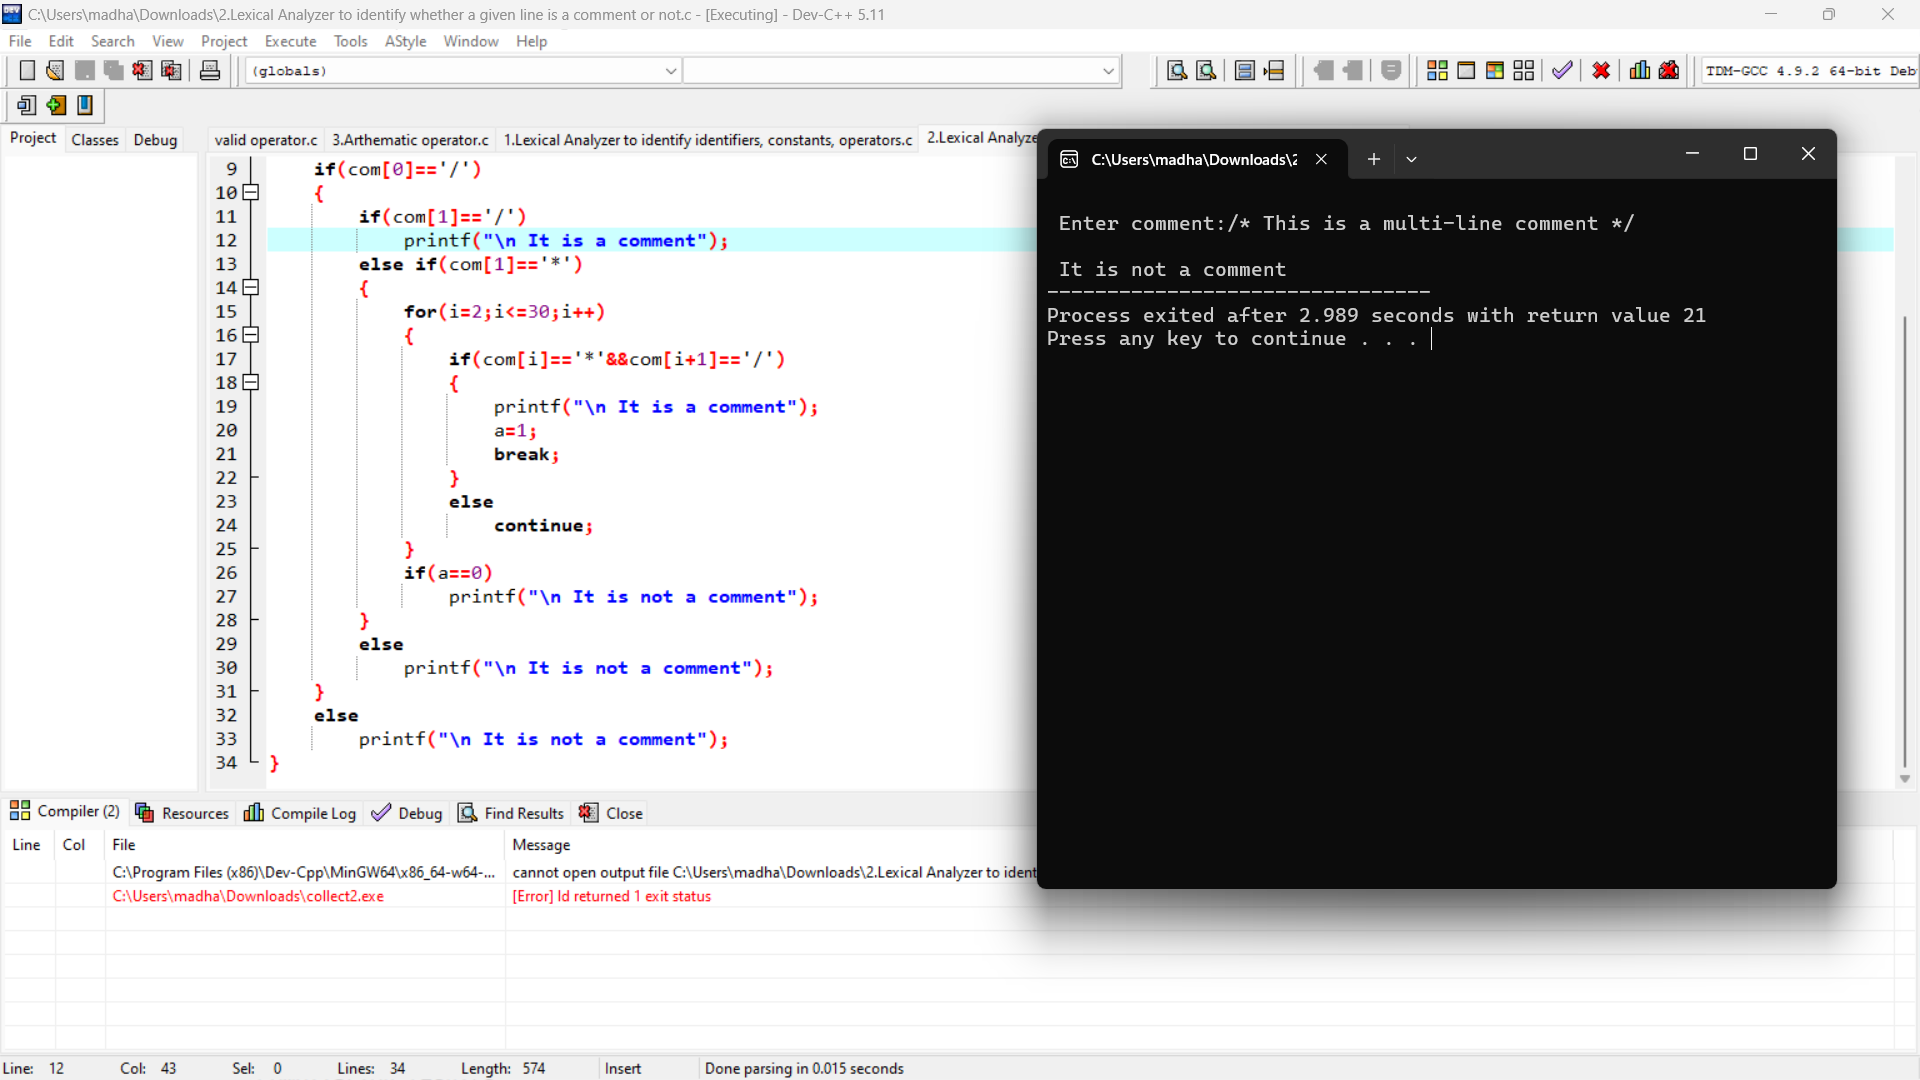 C:\Users\madha\Downloads\2.Lexical Analyzer to identify whether a given line is a comment or not.c - [Executing] - Dev-C++ 5.11
File Edit Search View Project Execute Tools AStyle Window Help
(globals)
TDM-GCC 4.9.2 64-bit Deb
Project Classes Debug
valid operator.c 3.Arthematic operator.c 1.Lexical Analyzer to identify identifiers, constants, operators.c 2.Lexical Analyze
9 if(com[0]=='/')
10 {
11 if(com[1]=='/')
12 printf("\n It is a comment");
13 else if(com[1]=='*')
14 {
15 for(i=2;i<=30;i++)
16 {
17 if(com[i]=='*'&&com[i+1]=='/')
18 {
19 printf("\n It is a comment");
20 a=1;
21 break;
22 }
23 else
24 continue;
25 }
26 if(a==0)
27 printf("\n It is not a comment");
28 }
29 else
30 printf("\n It is not a comment");
31 }
32 else
33 printf("\n It is not a comment");
34 }
C:\Users\madha\Downloads\2
Enter comment:/* This is a multi-line comment */
It is not a comment
--------------------------------
Process exited after 2.989 seconds with return value 21
Press any key to continue . . .
Compiler (2) Resources Compile Log Debug Find Results Close
Line Col File Message
C:\Program Files (x86)\Dev-Cpp\MinGW64\x86_64-w64-... cannot open output file C:\Users\madha\Downloads\2.Lexical Analyzer to ident
C:\Users\madha\Downloads\collect2.exe [Error] ld returned 1 exit status
Line: 12 Col: 43 Sel: 0 Lines: 34 Length: 574 Insert Done parsing in 0.015 seconds